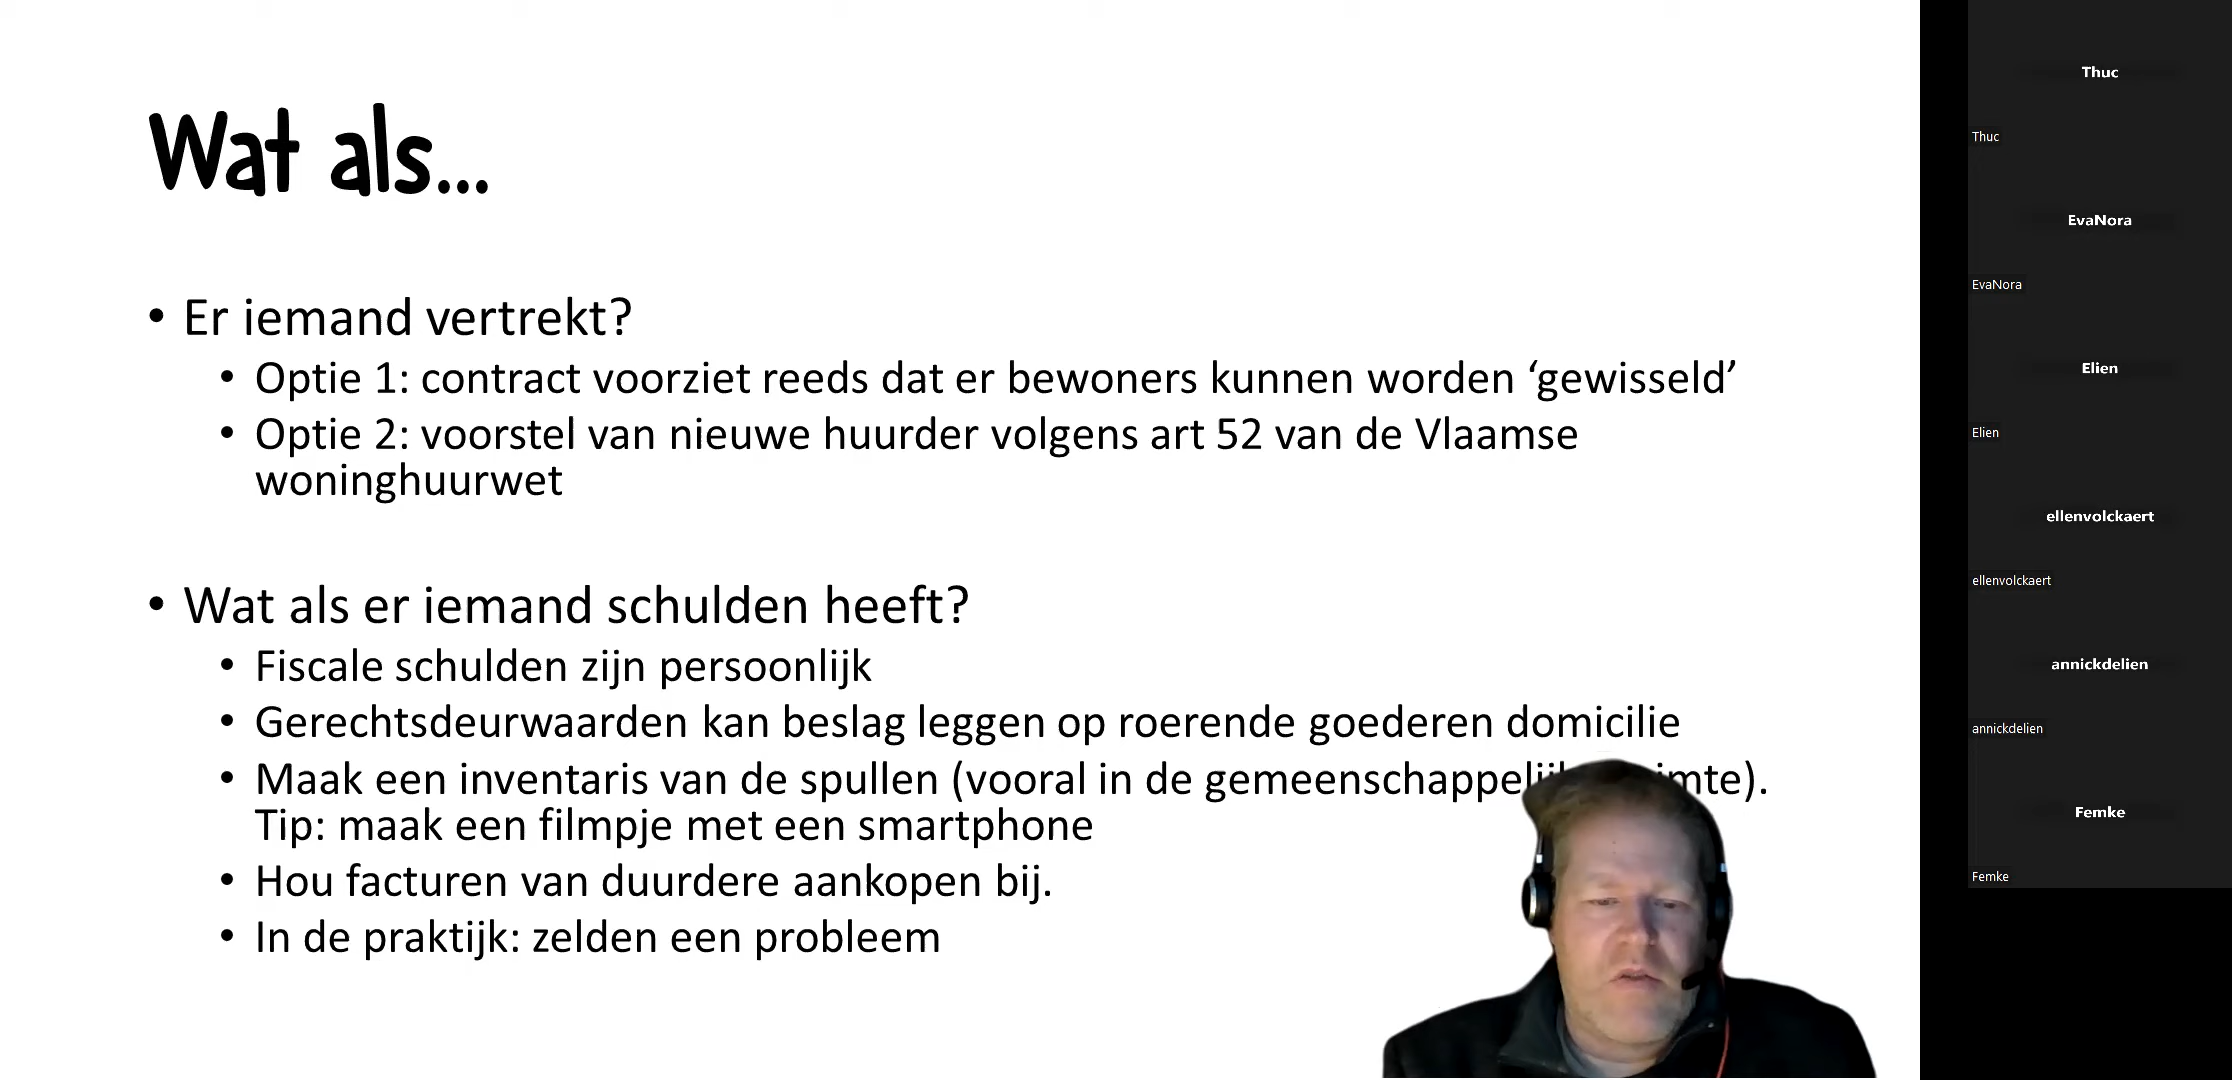 Wat als...
• Er iemand vertrekt?
• Optie 1: contract voorziet reeds dat er bewoners kunnen worden ‘gewisseld’
• Optie 2: voorstel van nieuwe huurder volgens art 52 van de Vlaamse
woninghuurwet
• Wat als er iemand schulden heeft?
• Fiscale schulden zijn persoonlijk
• Gerechtsdeurwaarden kan beslag leggen op roerende goederen domicilie
• Maak een inventaris van de spullen (vooral in de
Tip: maak een filmpje met een smartphone
• Hou facturen van duurdere aankopen bij.
• In de praktijk: zelden een probleem
Thuc
Thuc
EvaNora
EvaNora
Elien
Elien
ellenvolckaert
ellenvolckaert
annickdelien
annickdelien
Femke
Femke